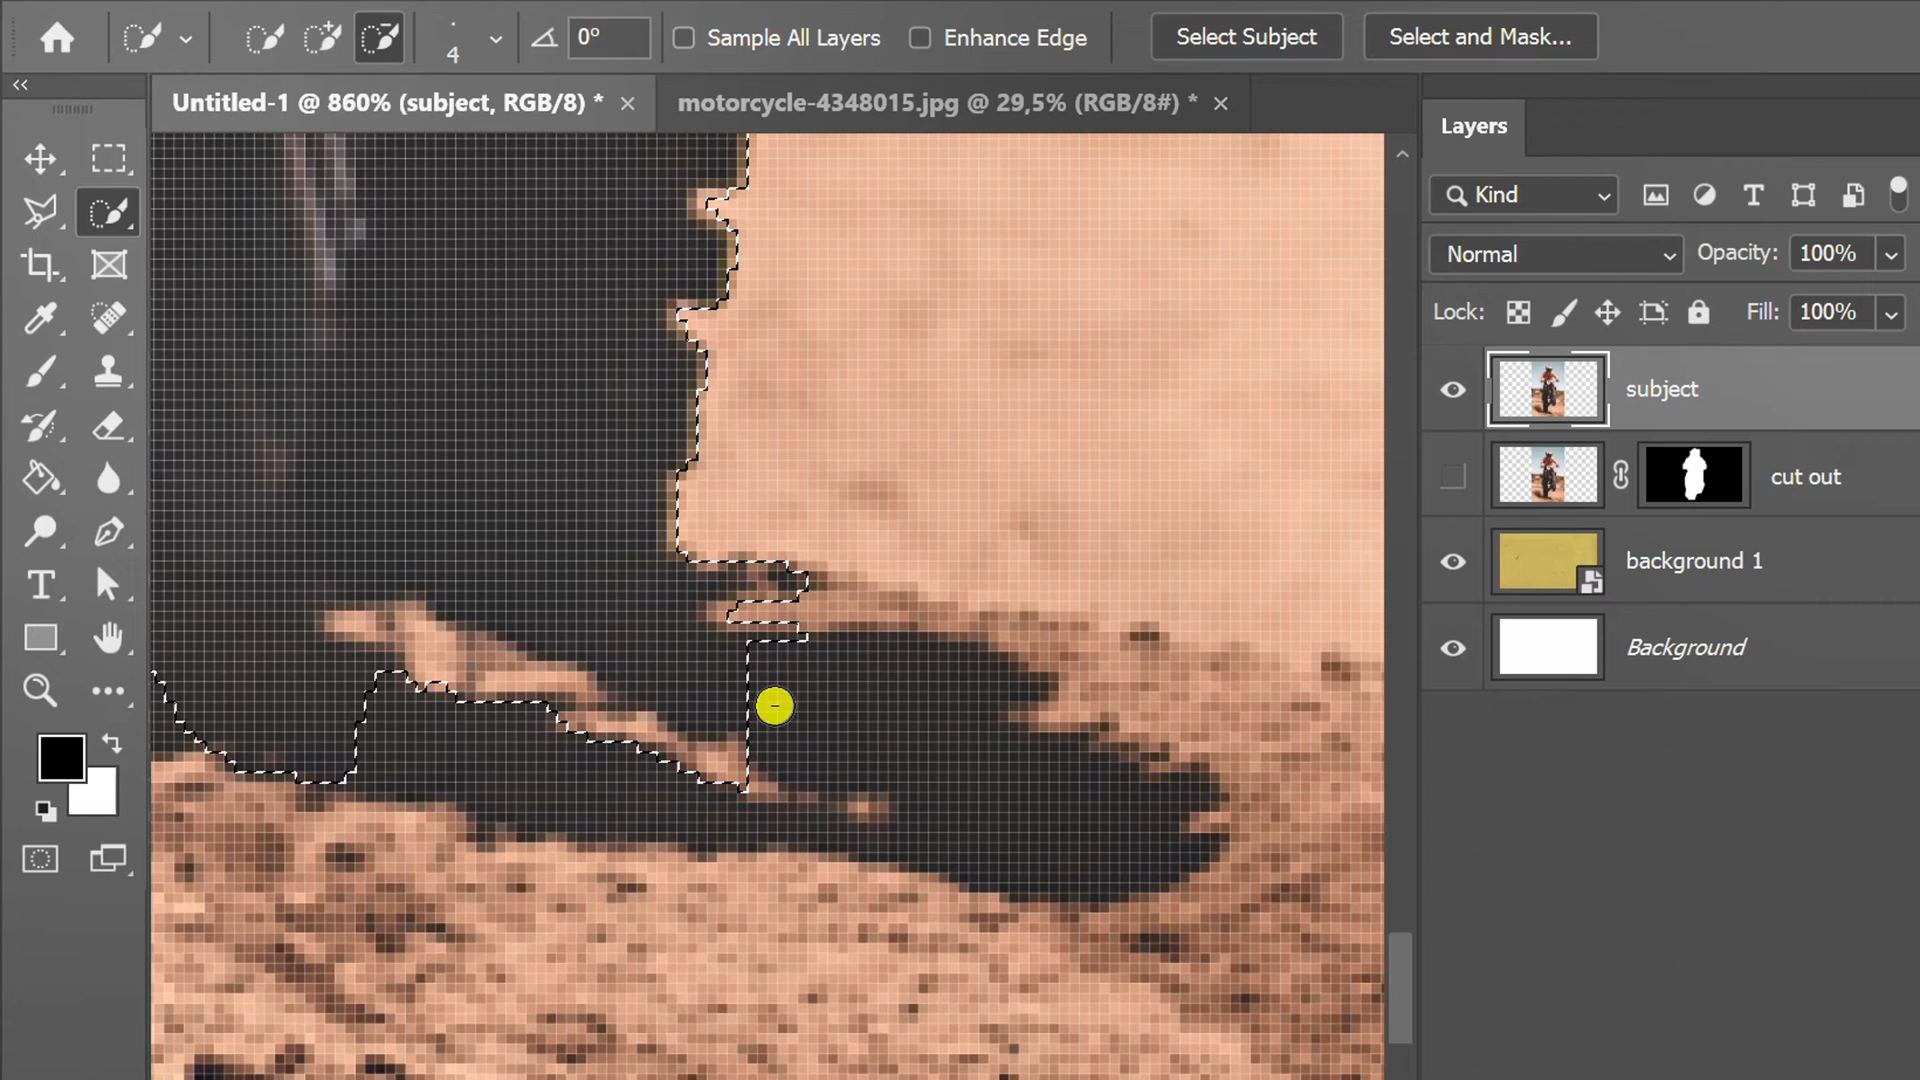 4
0°
Sample All Layers
Enhance Edge
Select Subject
Select and Mask...
Untitled-1 @ 860% (subject, RGB/8) *
motorcycle-4348015.jpg @ 29,5% (RGB/8#) *
Layers
Kind
Normal
Opacity: 100%
Lock:
Fill: 100%
subject
cut out
background 1
Background